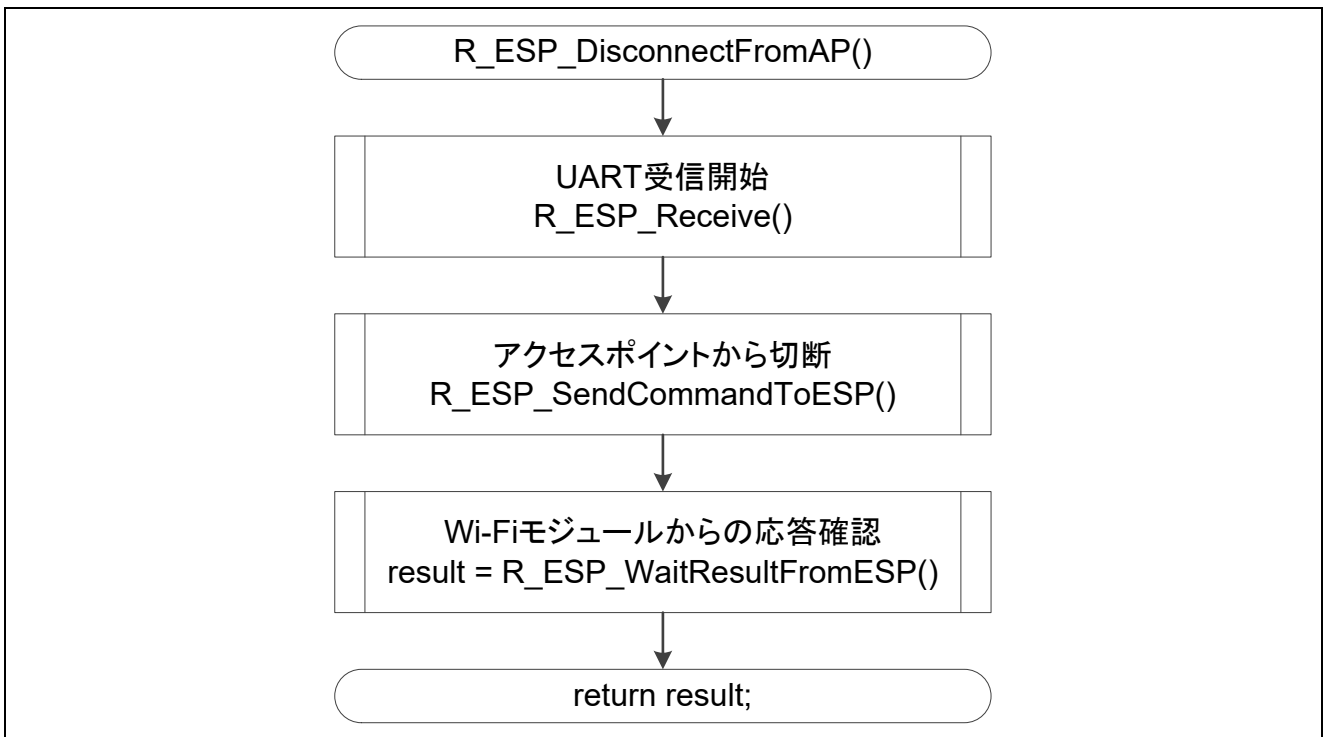 R_ESP_DisconnectFromAP()
UART受信開始
R_ESP_Receive()
アクセスポイントから切断
R_ESP_SendCommandToESP()
Wi-Fiモジュールからの応答確認
result = R_ESP_WaitResultFromESP()
return result;